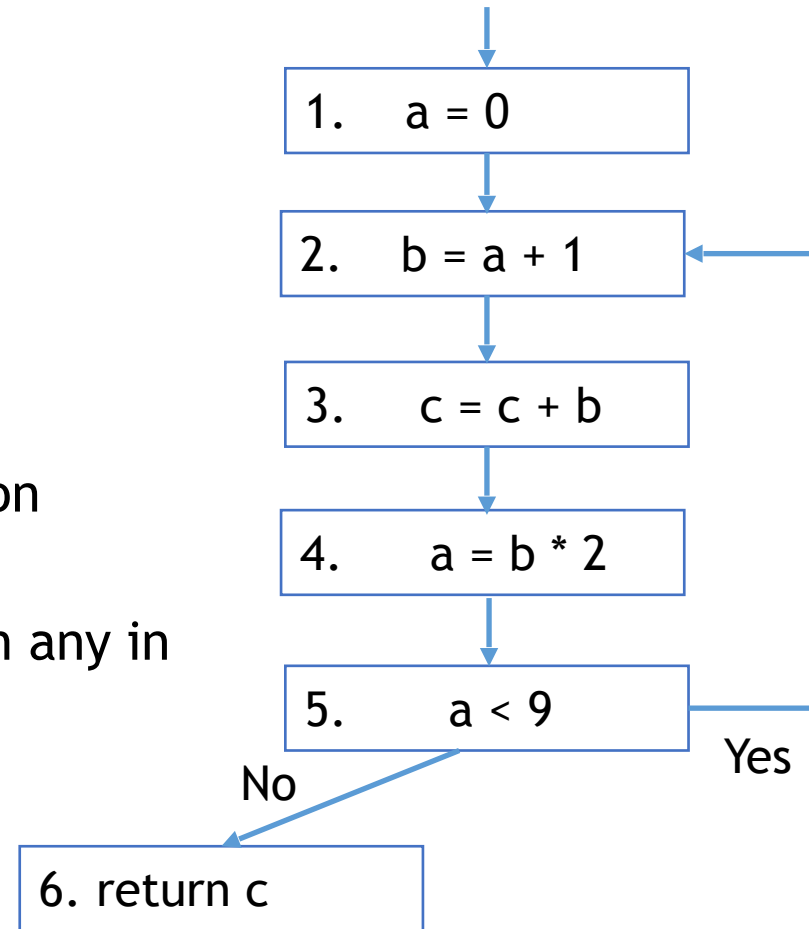 1. a = 0
2. b = a + 1
3. c = c + b
on
4. a = b * 2
any in
5. a < 9
Yes
No
6. return c